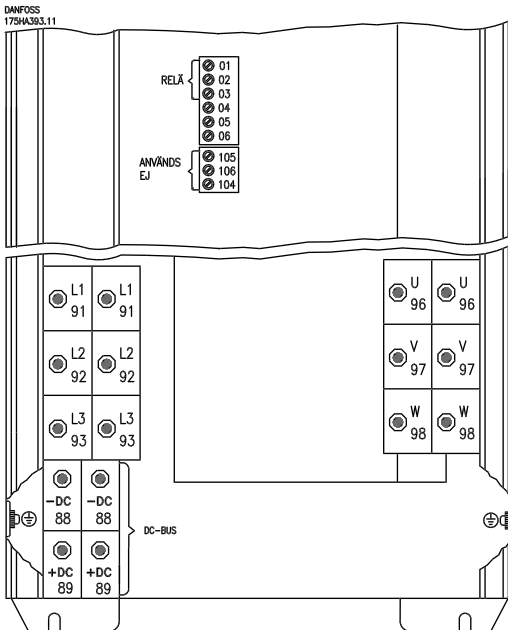 DANFOSS
175HA393.11
RELÄ
01
02
03
04
05
06
ANVÄNDS
EJ
105
106
104
L1
91
L1
91
L2
92
L2
92
L3
93
L3
93
U
96
U
96
V
97
V
97
W
98
W
98
-DC
88
-DC
88
DC-BUS
+DC
89
+DC
89